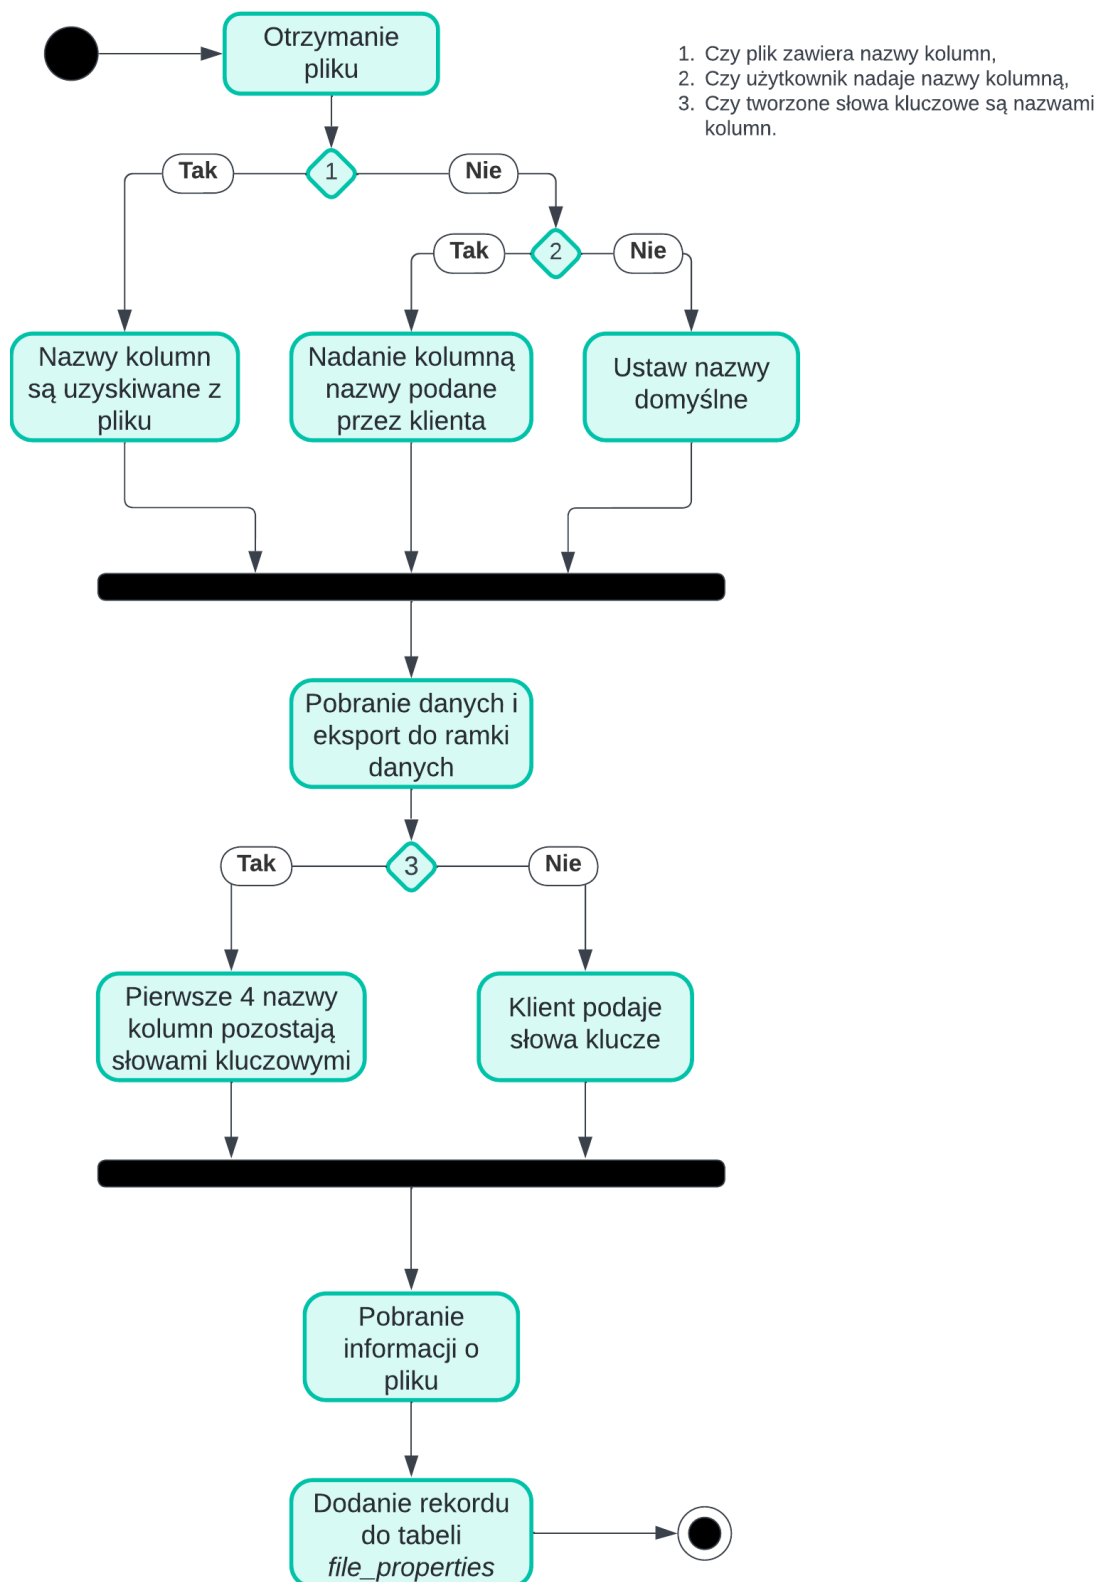 Otrzymanie
pliku
1. Czy plik zawiera nazwy kolumn,
2. Czy użytkownik nadaje nazwy kolumną,
3. Czy tworzone słowa kluczowe są nazwami
kolumn.
Tak
1
Nie
Tak
2
Nie
Nazwy kolumn
są uzyskiwane z
pliku
Nadanie kolumną
nazwy podane
przez klienta
Ustaw nazwy
domyślne
Pobranie danych i
eksport do ramki
danych
Tak
3
Nie
Pierwsze 4 nazwy
kolumn pozostają
słowami kluczowymi
Klient podaje
słowa klucze
Pobranie
informacji o
pliku
Dodanie rekordu
do tabeli
file_properties